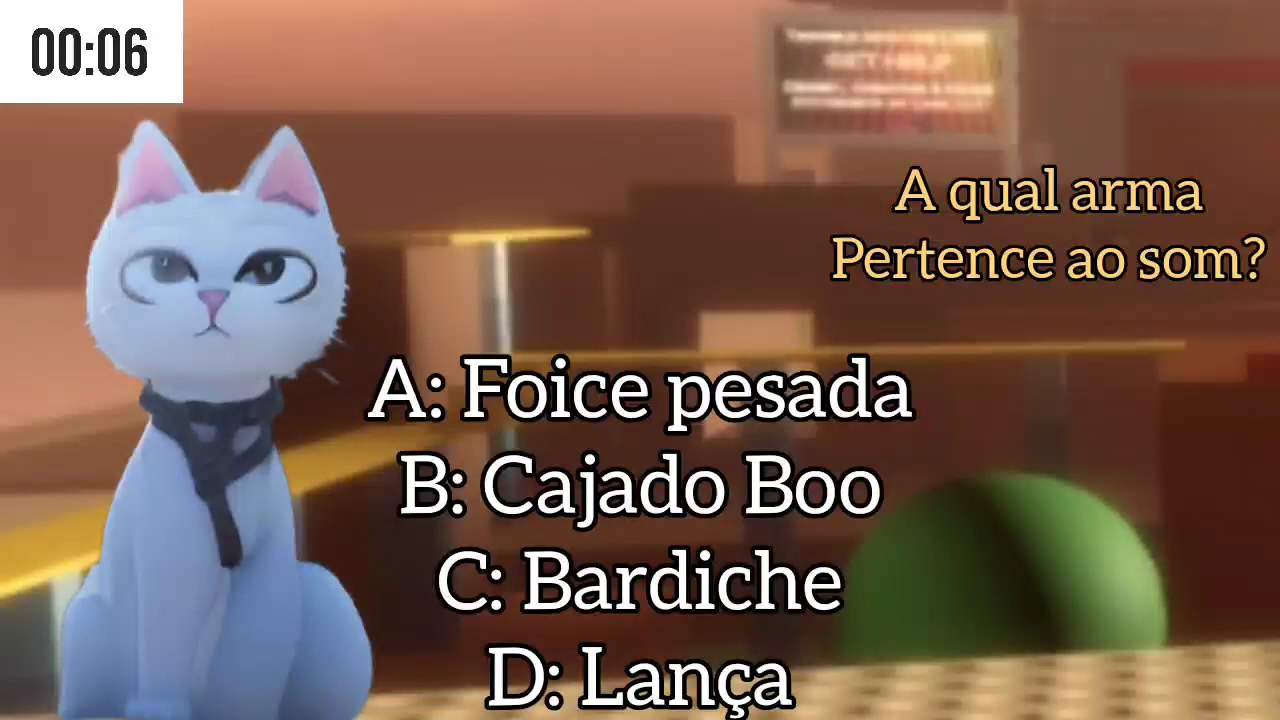 00:06
A qual arma
Pertence ao som?
A: Foice pesada
B: Cajado Boo
C: Bardiche
D: Lança